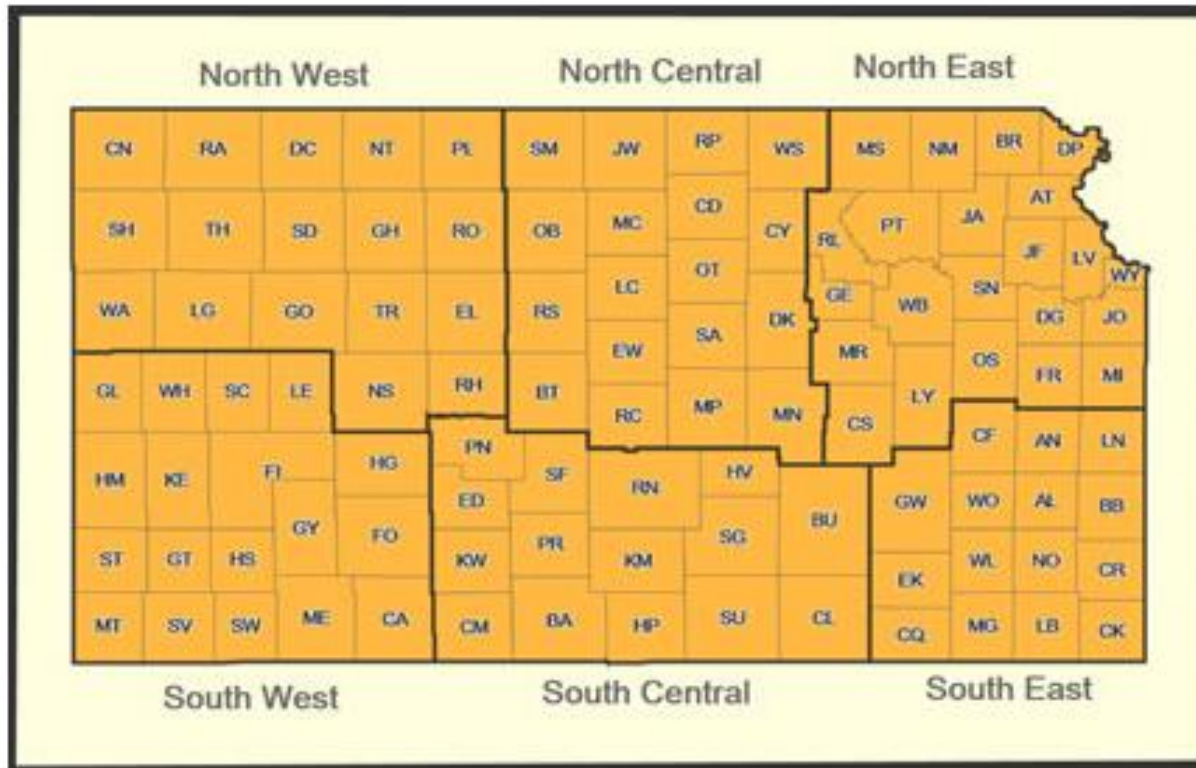 North West North Central North East
CN RA DC NT PL SM JW RP WS MS NM BR DP
SH TH SD GH RO OB MC CD CY RL PT JA AT
WA LG GO TR EL RS LC OT DK GE WB SN JF LV WY
EW SA MR OS DG JO
GL WH SC LE NS RH BT RC MP MN CS LY FR MI
HM KE FI HG PN SF RN HV CF AN LN
ED GW WO AL BB
GY FO PR SG BU
ST GT HS KW KM EK WL NO CR
MT SV SW ME CA CM BA HP SU CL CQ MG LB CK
South West South Central South East